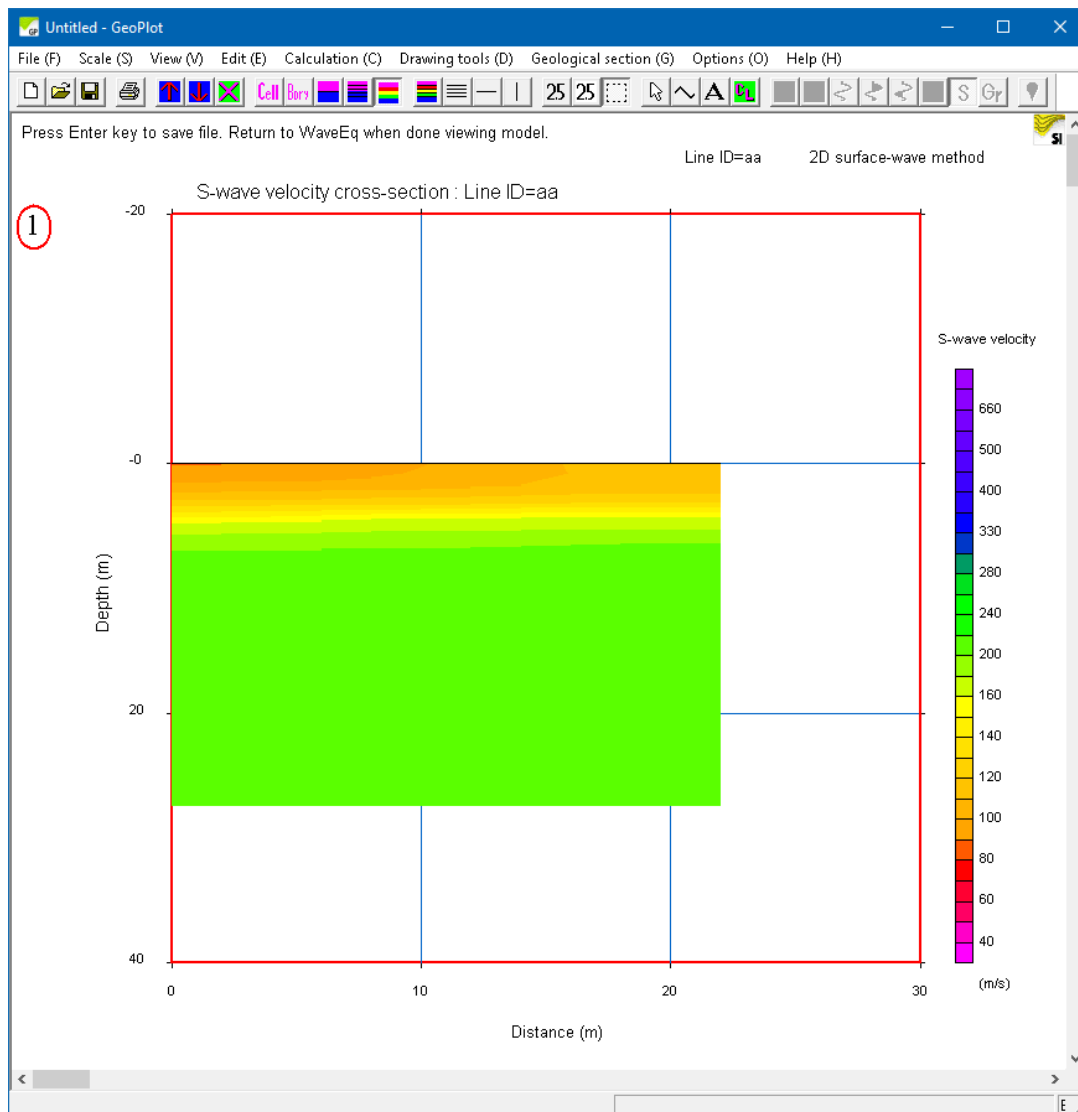 Untitled - GeoPlot
File (F) Scale (S) View (V) Edit (E) Calculation (C) Drawing tools (D) Geological section (G) Options (O) Help (H)
Cell Borg 25 25 A S Gr
Press Enter key to save file. Return to WaveEq when done viewing model.
SI
Line ID=aa 2D surface-wave method
S-wave velocity cross-section : Line ID=aa
1
-20
-0
20
40
Depth (m)
0 10 20 30
Distance (m)
S-wave velocity
660
500
400
330
280
240
200
160
140
120
100
80
60
40
(m/s)
E